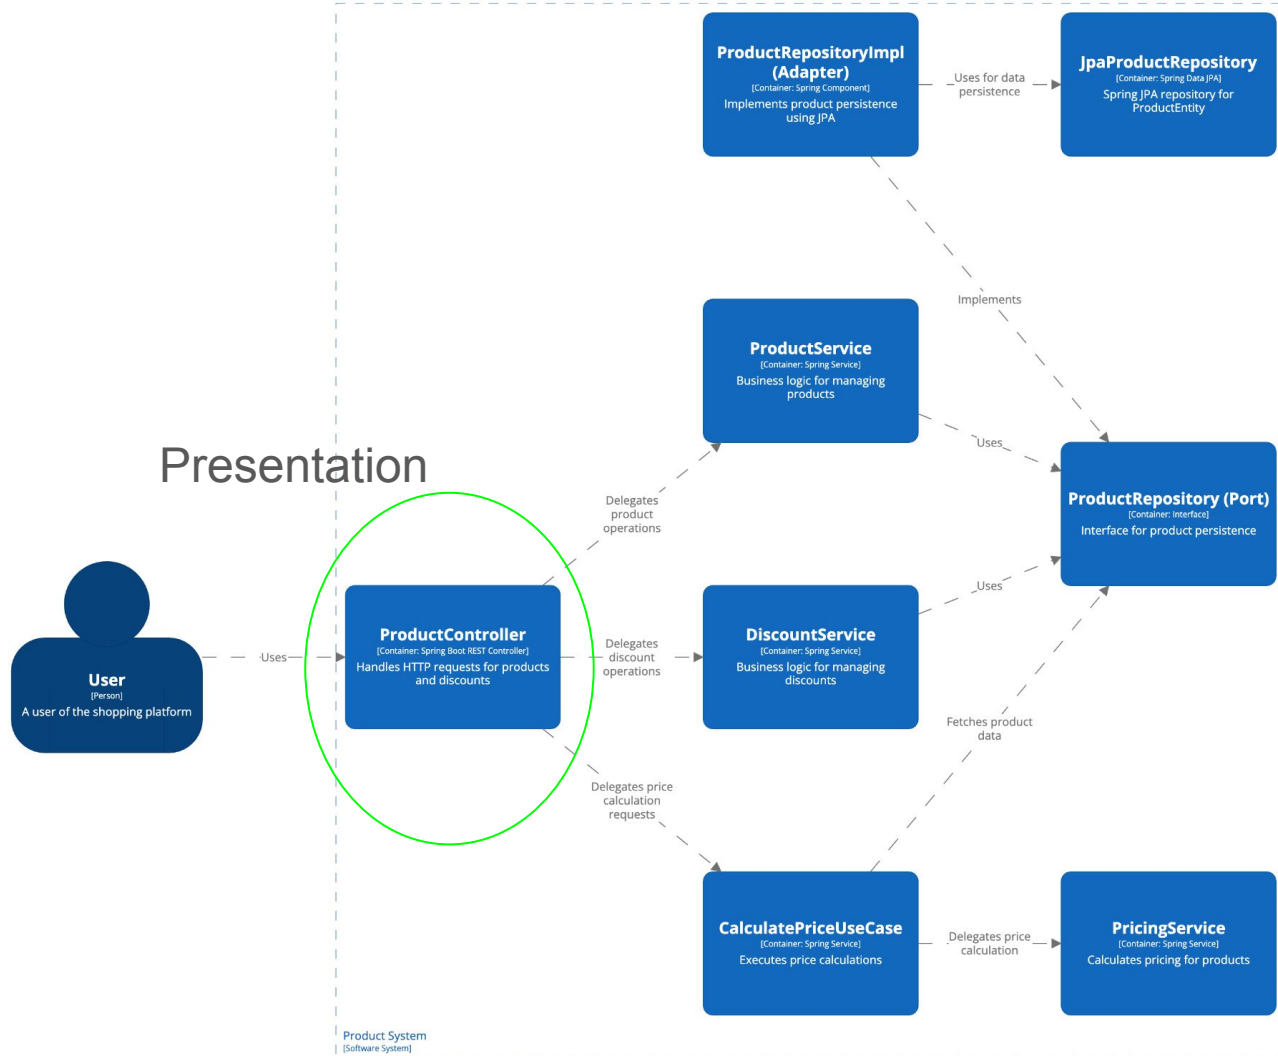 ProductRepositoryImpl
(Adapter)
[Container: Spring Component]
Implements product persistence
using JPA
Uses for data
persistence
JpaProductRepository
[Container: Spring Data JPA]
Spring JPA repository for
ProductEntity
Implements
ProductService
[Container: Spring Service]
Business logic for managing
products
Uses
Presentation
Delegates
product
operations
ProductRepository (Port)
[Container: Interface]
Interface for product persistence
User
[Person]
A user of the shopping platform
Uses
ProductController
[Container: Spring Boot REST Controller]
Handles HTTP requests for products
and discounts
Delegates
discount
operations
DiscountService
[Container: Spring Service]
Business logic for managing
discounts
Uses
Fetches product
data
Delegates price
calculation
requests
CalculatePriceUseCase
[Container: Spring Service]
Executes price calculations
Delegates price
calculation
PricingService
[Container: Spring Service]
Calculates pricing for products
Product System
[Software System]